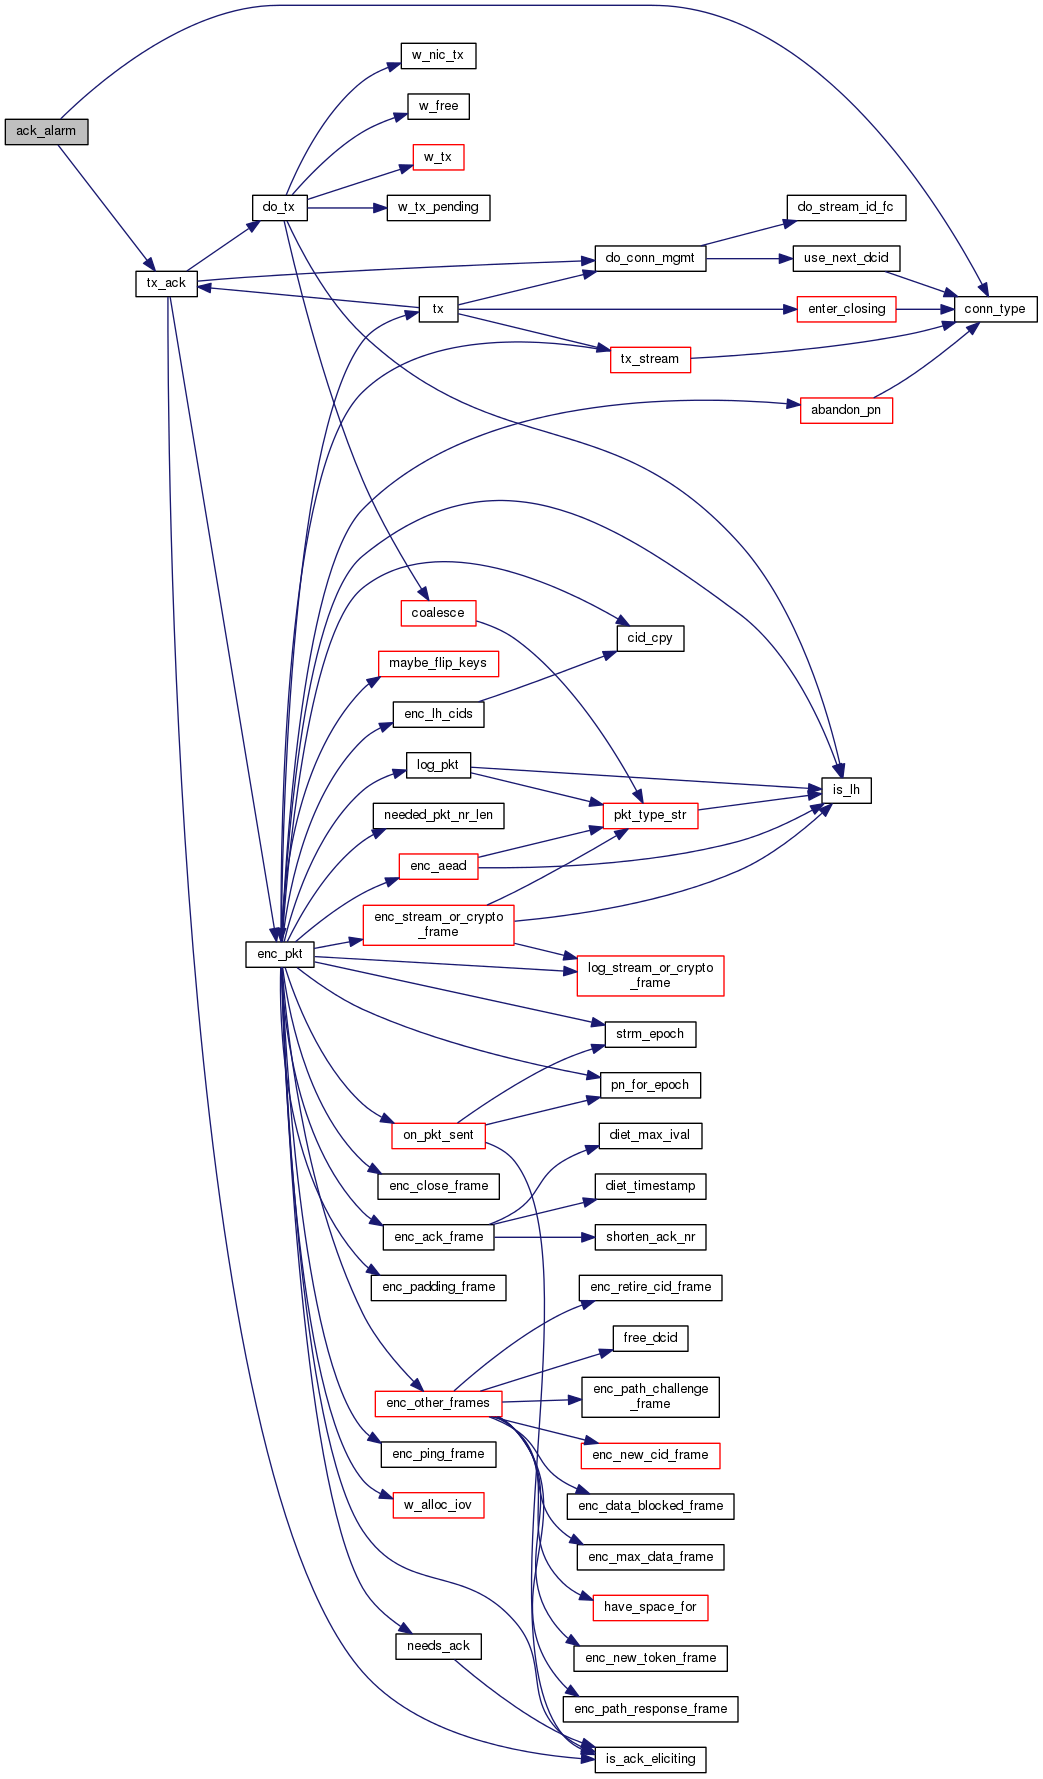 w_nic_tx
w_free
ack_alarm
w_tx
do_tx
w_tx_pending
do_stream_id_fc
do_conn_mgmt
use_next_dcid
tx_ack
tx
enter_closing
conn_type
tx_stream
abandon_pn
coalesce
cid_cpy
maybe_flip_keys
enc_lh_cids
log_pkt
is_lh
needed_pkt_nr_len
pkt_type_str
enc_aead
enc_stream_or_crypto
_frame
enc_pkt
log_stream_or_crypto
_frame
strm_epoch
pn_for_epoch
on_pkt_sent
diet_max_ival
enc_close_frame
diet_timestamp
enc_ack_frame
shorten_ack_nr
enc_padding_frame
enc_retire_cid_frame
free_dcid
enc_other_frames
enc_path_challenge
_frame
enc_ping_frame
enc_new_cid_frame
w_alloc_iov
enc_data_blocked_frame
enc_max_data_frame
have_space_for
needs_ack
enc_new_token_frame
enc_path_response_frame
is_ack_eliciting